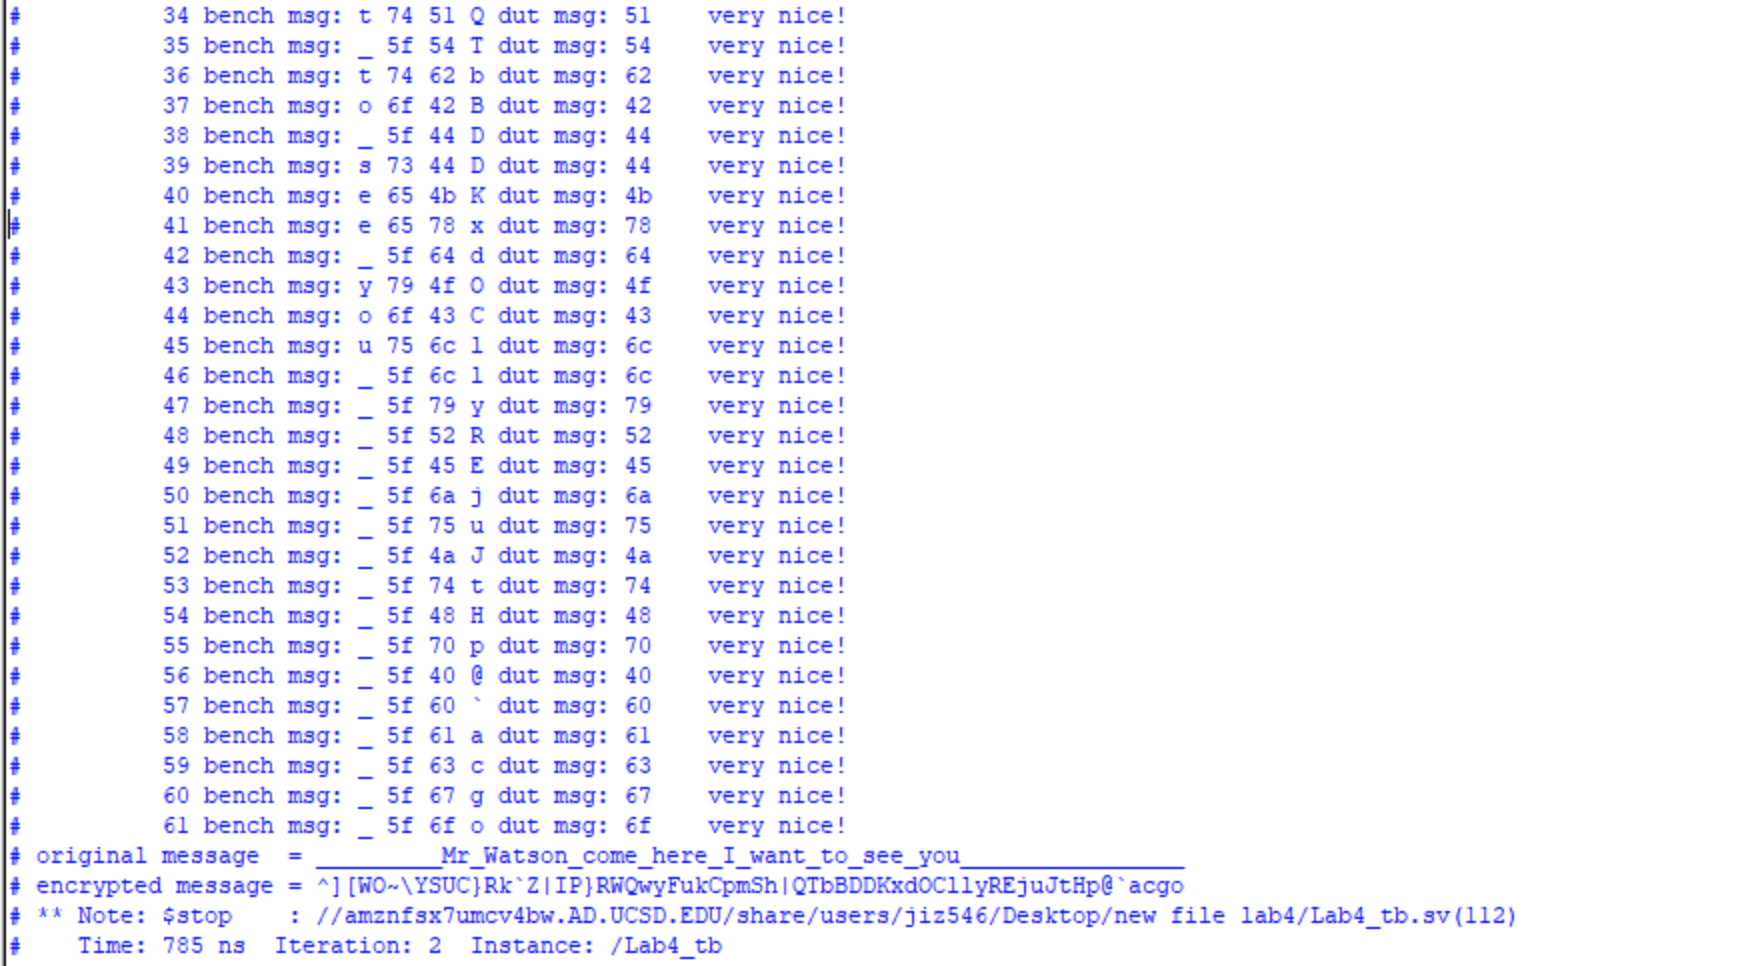 #          34 bench msg: t 74 51 Q dut msg: 51    very nice!
#          35 bench msg: _ 5f 54 T dut msg: 54    very nice!
#          36 bench msg: t 74 62 b dut msg: 62    very nice!
#          37 bench msg: o 6f 42 B dut msg: 42    very nice!
#          38 bench msg: _ 5f 44 D dut msg: 44    very nice!
#          39 bench msg: s 73 44 D dut msg: 44    very nice!
#          40 bench msg: e 65 4b K dut msg: 4b    very nice!
#          41 bench msg: e 65 78 x dut msg: 78    very nice!
#          42 bench msg: _ 5f 64 d dut msg: 64    very nice!
#          43 bench msg: y 79 4f O dut msg: 4f    very nice!
#          44 bench msg: o 6f 43 C dut msg: 43    very nice!
#          45 bench msg: u 75 6c l dut msg: 6c    very nice!
#          46 bench msg: _ 5f 6c l dut msg: 6c    very nice!
#          47 bench msg: _ 5f 79 y dut msg: 79    very nice!
#          48 bench msg: _ 5f 52 R dut msg: 52    very nice!
#          49 bench msg: _ 5f 45 E dut msg: 45    very nice!
#          50 bench msg: _ 5f 6a j dut msg: 6a    very nice!
#          51 bench msg: _ 5f 75 u dut msg: 75    very nice!
#          52 bench msg: _ 5f 4a J dut msg: 4a    very nice!
#          53 bench msg: _ 5f 74 t dut msg: 74    very nice!
#          54 bench msg: _ 5f 48 H dut msg: 48    very nice!
#          55 bench msg: _ 5f 70 p dut msg: 70    very nice!
#          56 bench msg: _ 5f 40 @ dut msg: 40    very nice!
#          57 bench msg: _ 5f 60 ` dut msg: 60    very nice!
#          58 bench msg: _ 5f 61 a dut msg: 61    very nice!
#          59 bench msg: _ 5f 63 c dut msg: 63    very nice!
#          60 bench msg: _ 5f 67 g dut msg: 67    very nice!
#          61 bench msg: _ 5f 6f o dut msg: 6f    very nice!
# original message  = _________Mr_Watson_come_here_I_want_to_see_you________________
# encrypted message = ^][WO~\YSUC}Rk`Z|IP}RWQwyFukCpmSh|QTbBDDKxdOCllyREjuJtHp@`acgo
# ** Note: $stop    : //amznfsx7umcv4bw.AD.UCSD.EDU/share/users/jiz546/Desktop/new file lab4/Lab4_tb.sv(112)
#    Time: 785 ns  Iteration: 2  Instance: /Lab4_tb